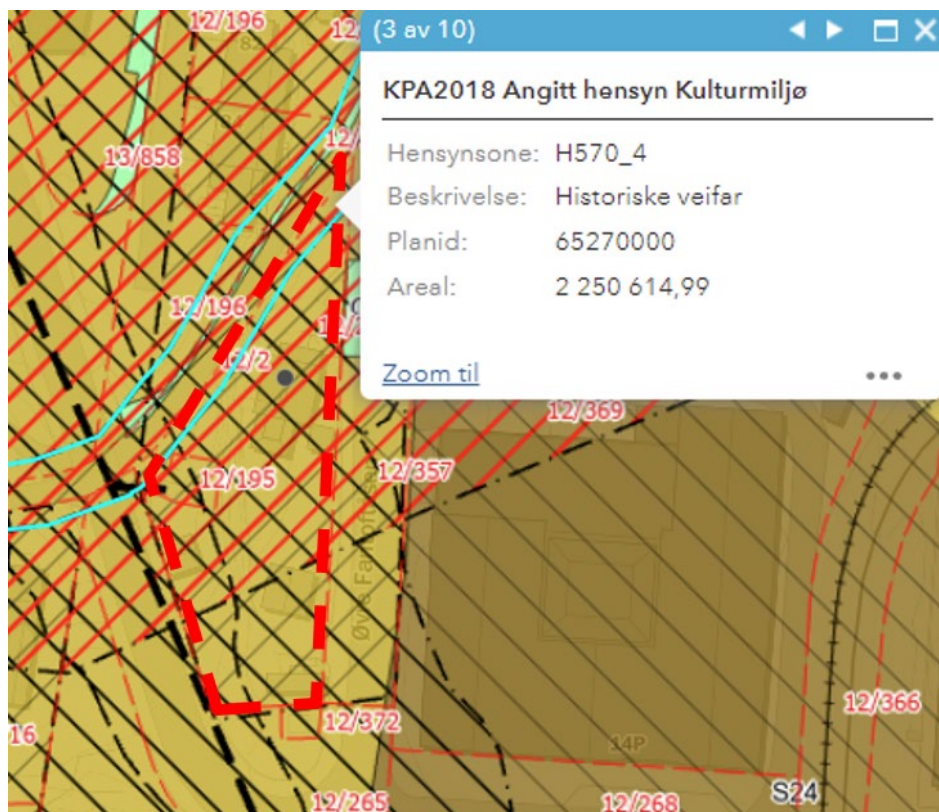 (3 av 10)
KPA2018 Angitt hensyn Kulturmiljø
Hensynsone: H570_4
Beskrivelse: Historiske veifar
Planid: 65270000
Areal: 2 250 614,99
Zoom til
12/196
13/858
12/196
12/2
12/195
12/357
12/369
12/372
12/366
14P
S24
12/265
12/268
16